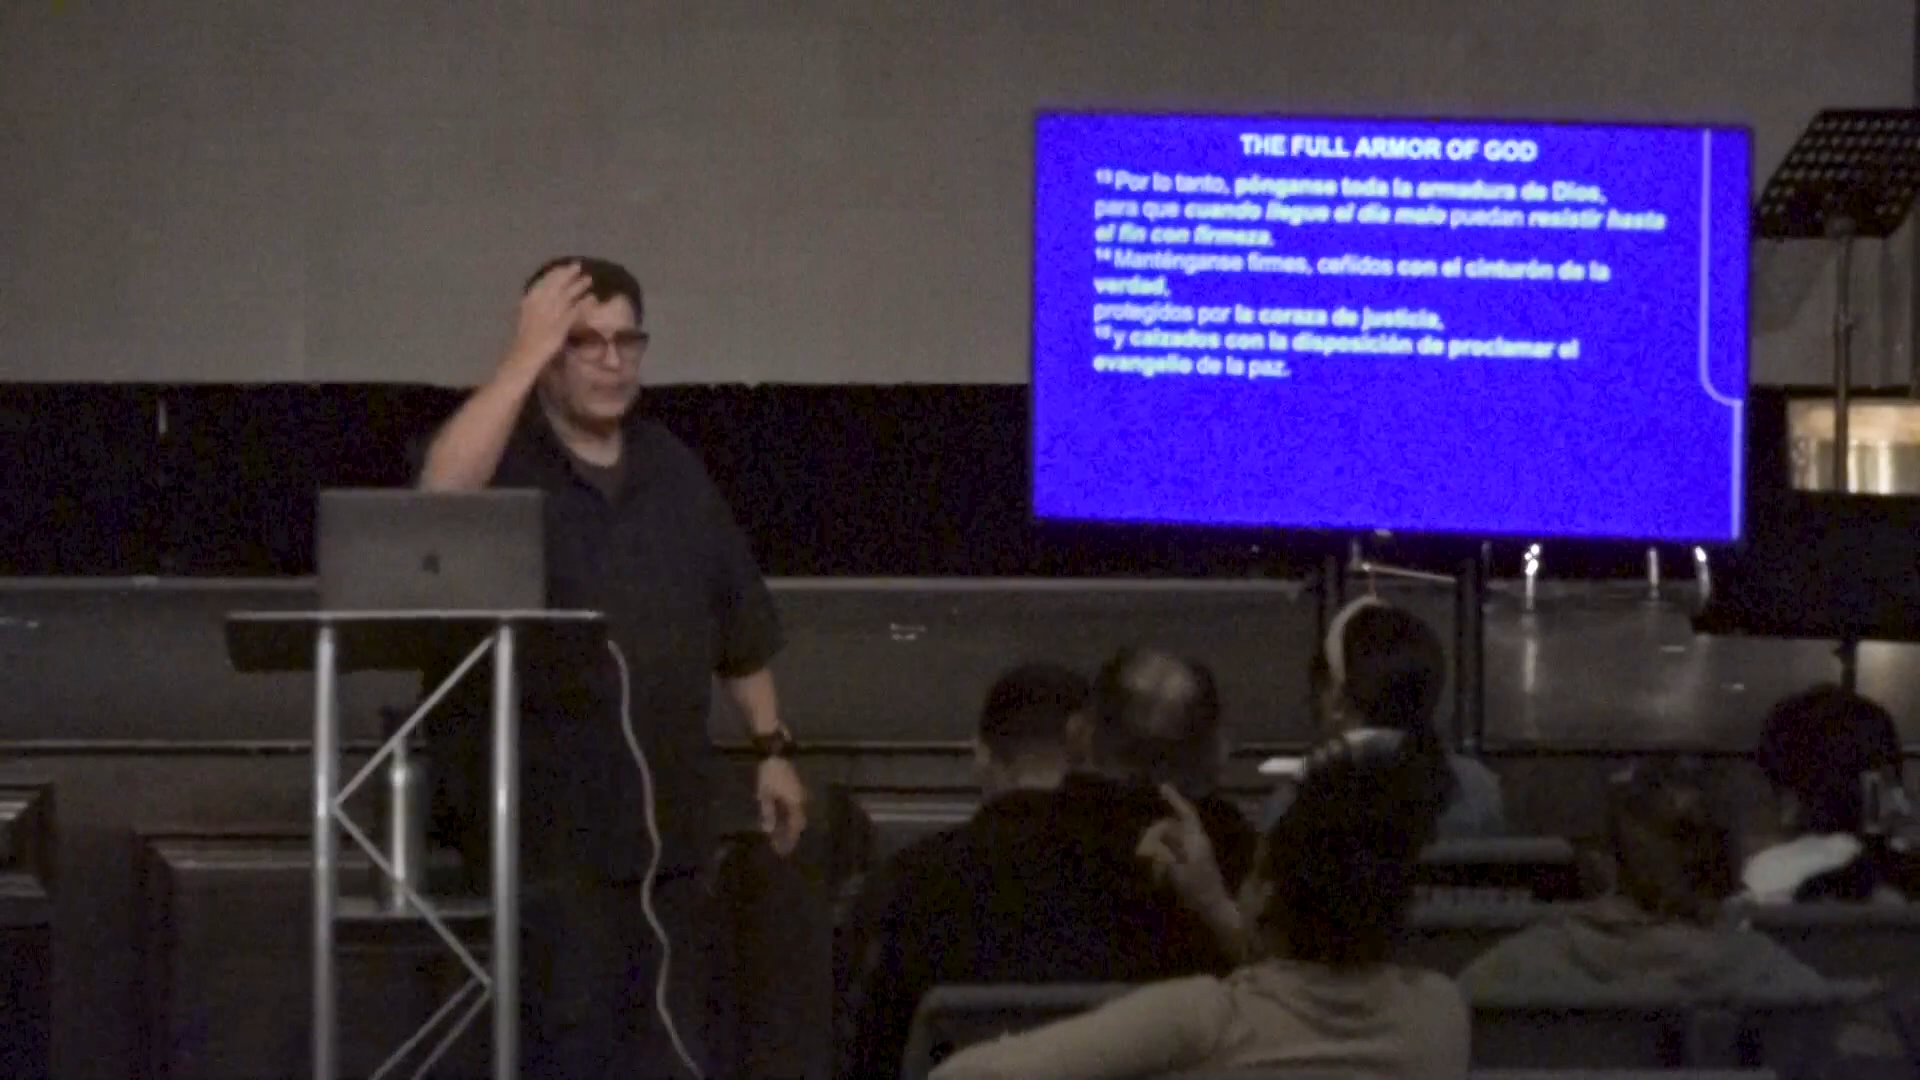 THE FULL ARMOR OF GOD
13 Por lo tanto, pónganse toda la armadura de Dios,
para que cuando llegue el día malo puedan resistir hasta
el fin con firmeza.
14 Manténganse firmes, ceñidos con el cinturón de la
verdad,
protegidos por la coraza de justicia,
15 y calzados con la disposición de proclamar el
evangelio de la paz.